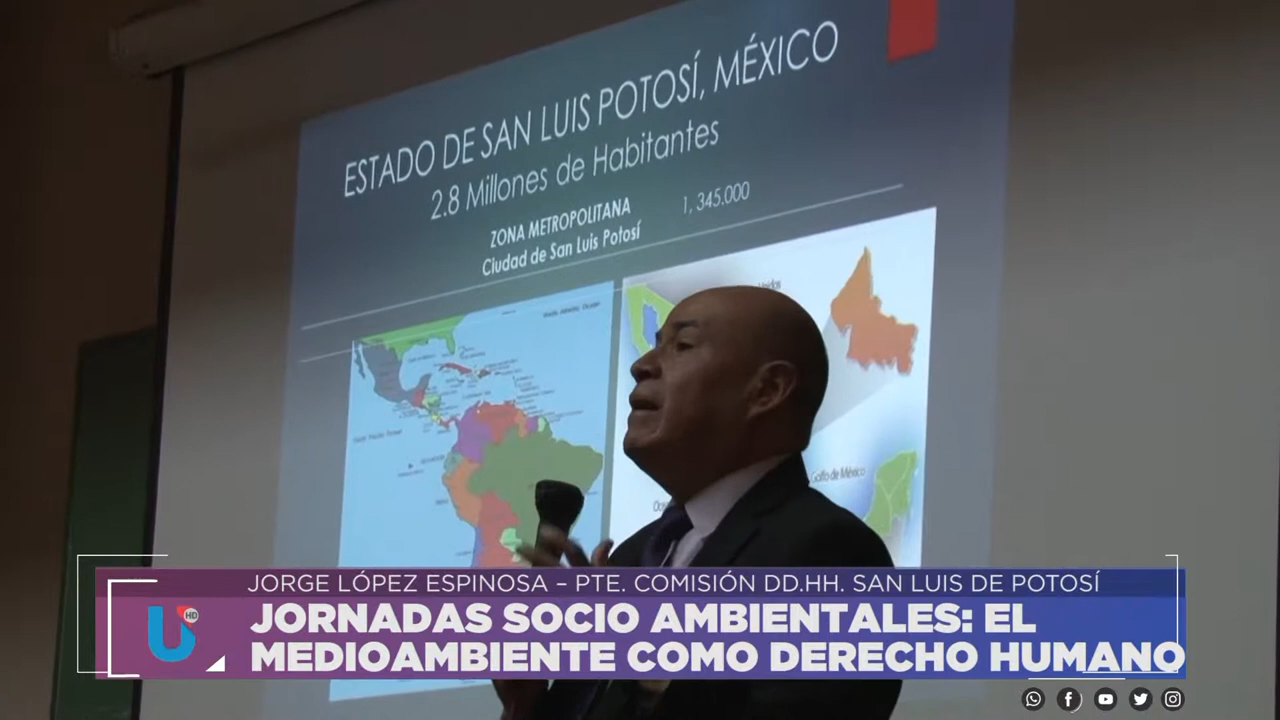 ESTADO DE SAN LUIS POTOSÍ, MÉXICO
2.8 Millones de Habitantes
ZONA METROPOLITANA 1, 345.000
Ciudad de San Luis Potosí
Golfo de México
JORGE LÓPEZ ESPINOSA – PTE. COMISIÓN DD.HH. SAN LUIS DE POTOSÍ
U HD
JORNADAS SOCIO AMBIENTALES: EL
MEDIOAMBIENTE COMO DERECHO HUMANO